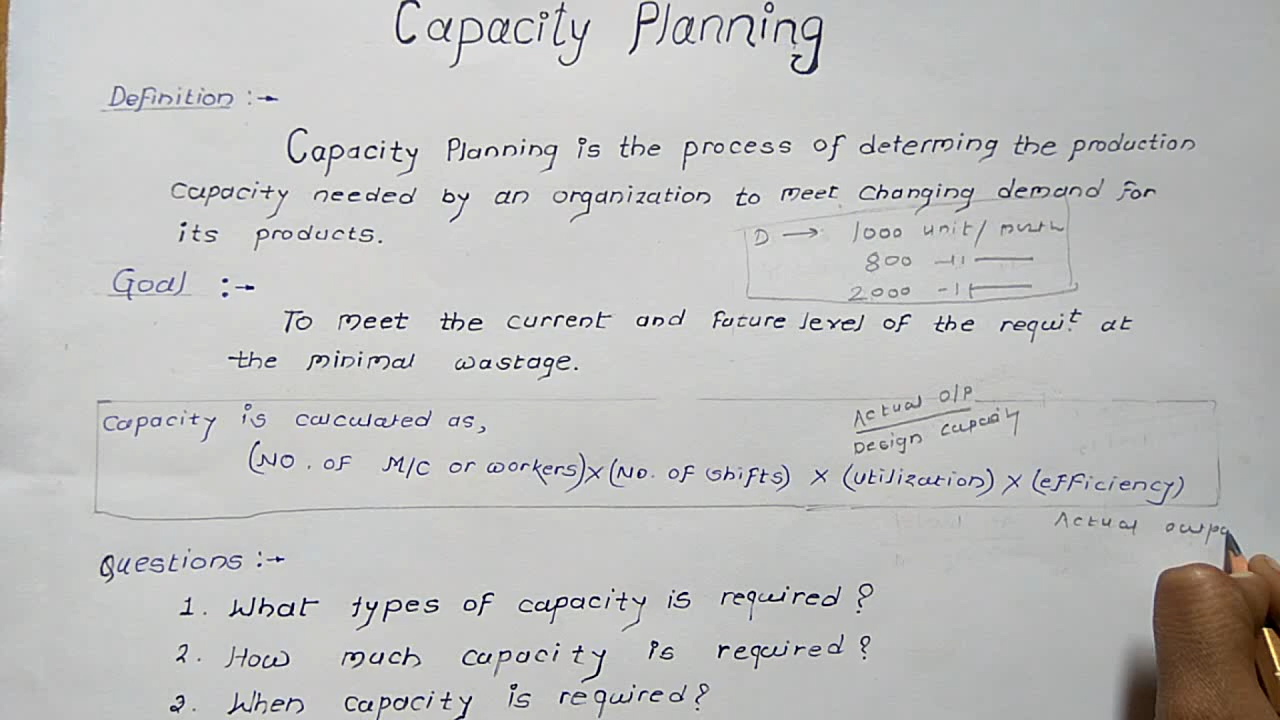 Capacity Planning
Definition :-
Capacity Planning is the process of determing the production
capacity needed by an organization to meet changing demand for
its products.
D → 1000 unit/ month
800 -11-
2000 -11-
Goal :-
To meet the current and future level of the requit at
the minimal wastage.
Capacity is calculated as,
Actual O/P
Design capacity
(No. of M/C or workers) x (No. of shifts) x (utilization) x (efficiency)
Actual outp
Questions :-
1. What types of capacity is required ?
2. How much capacity is required ?
2. When capacity is required ?